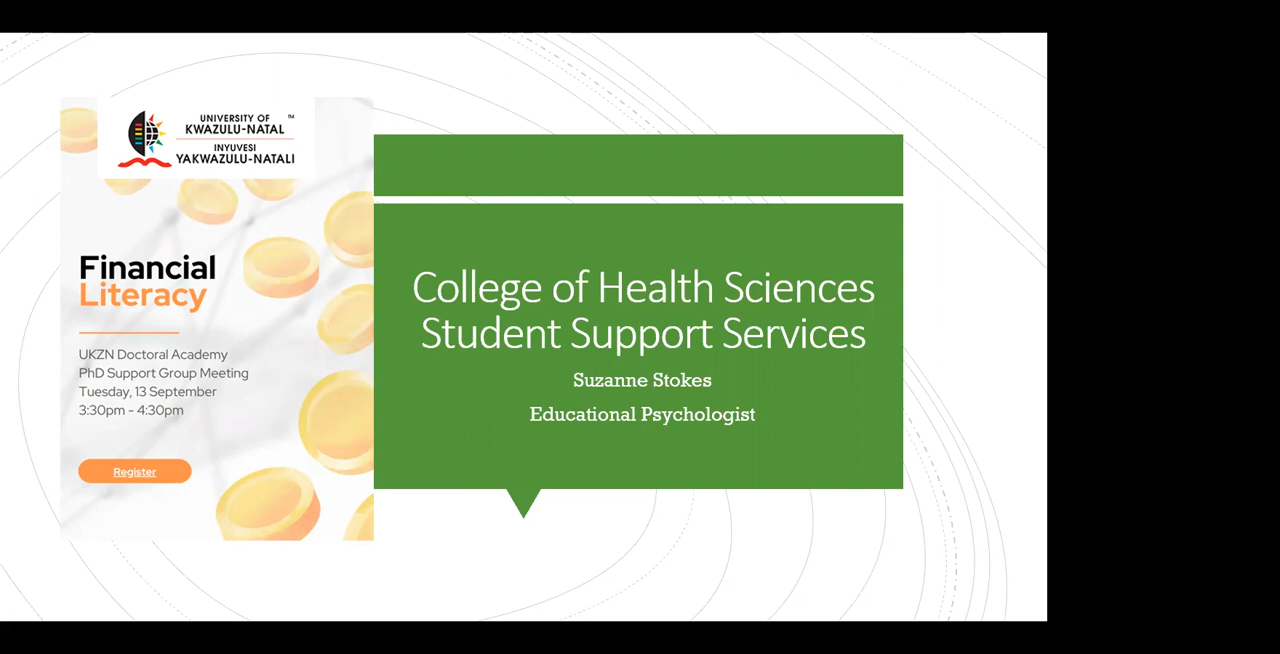 UNIVERSITY OF ™
KWAZULU-NATAL
INYUVESI
YAKWAZULU-NATALI
Financial
Literacy
UKZN Doctoral Academy
PhD Support Group Meeting
Tuesday, 13 September
3:30pm - 4:30pm
Register
College of Health Sciences
Student Support Services
Suzanne Stokes
Educational Psychologist